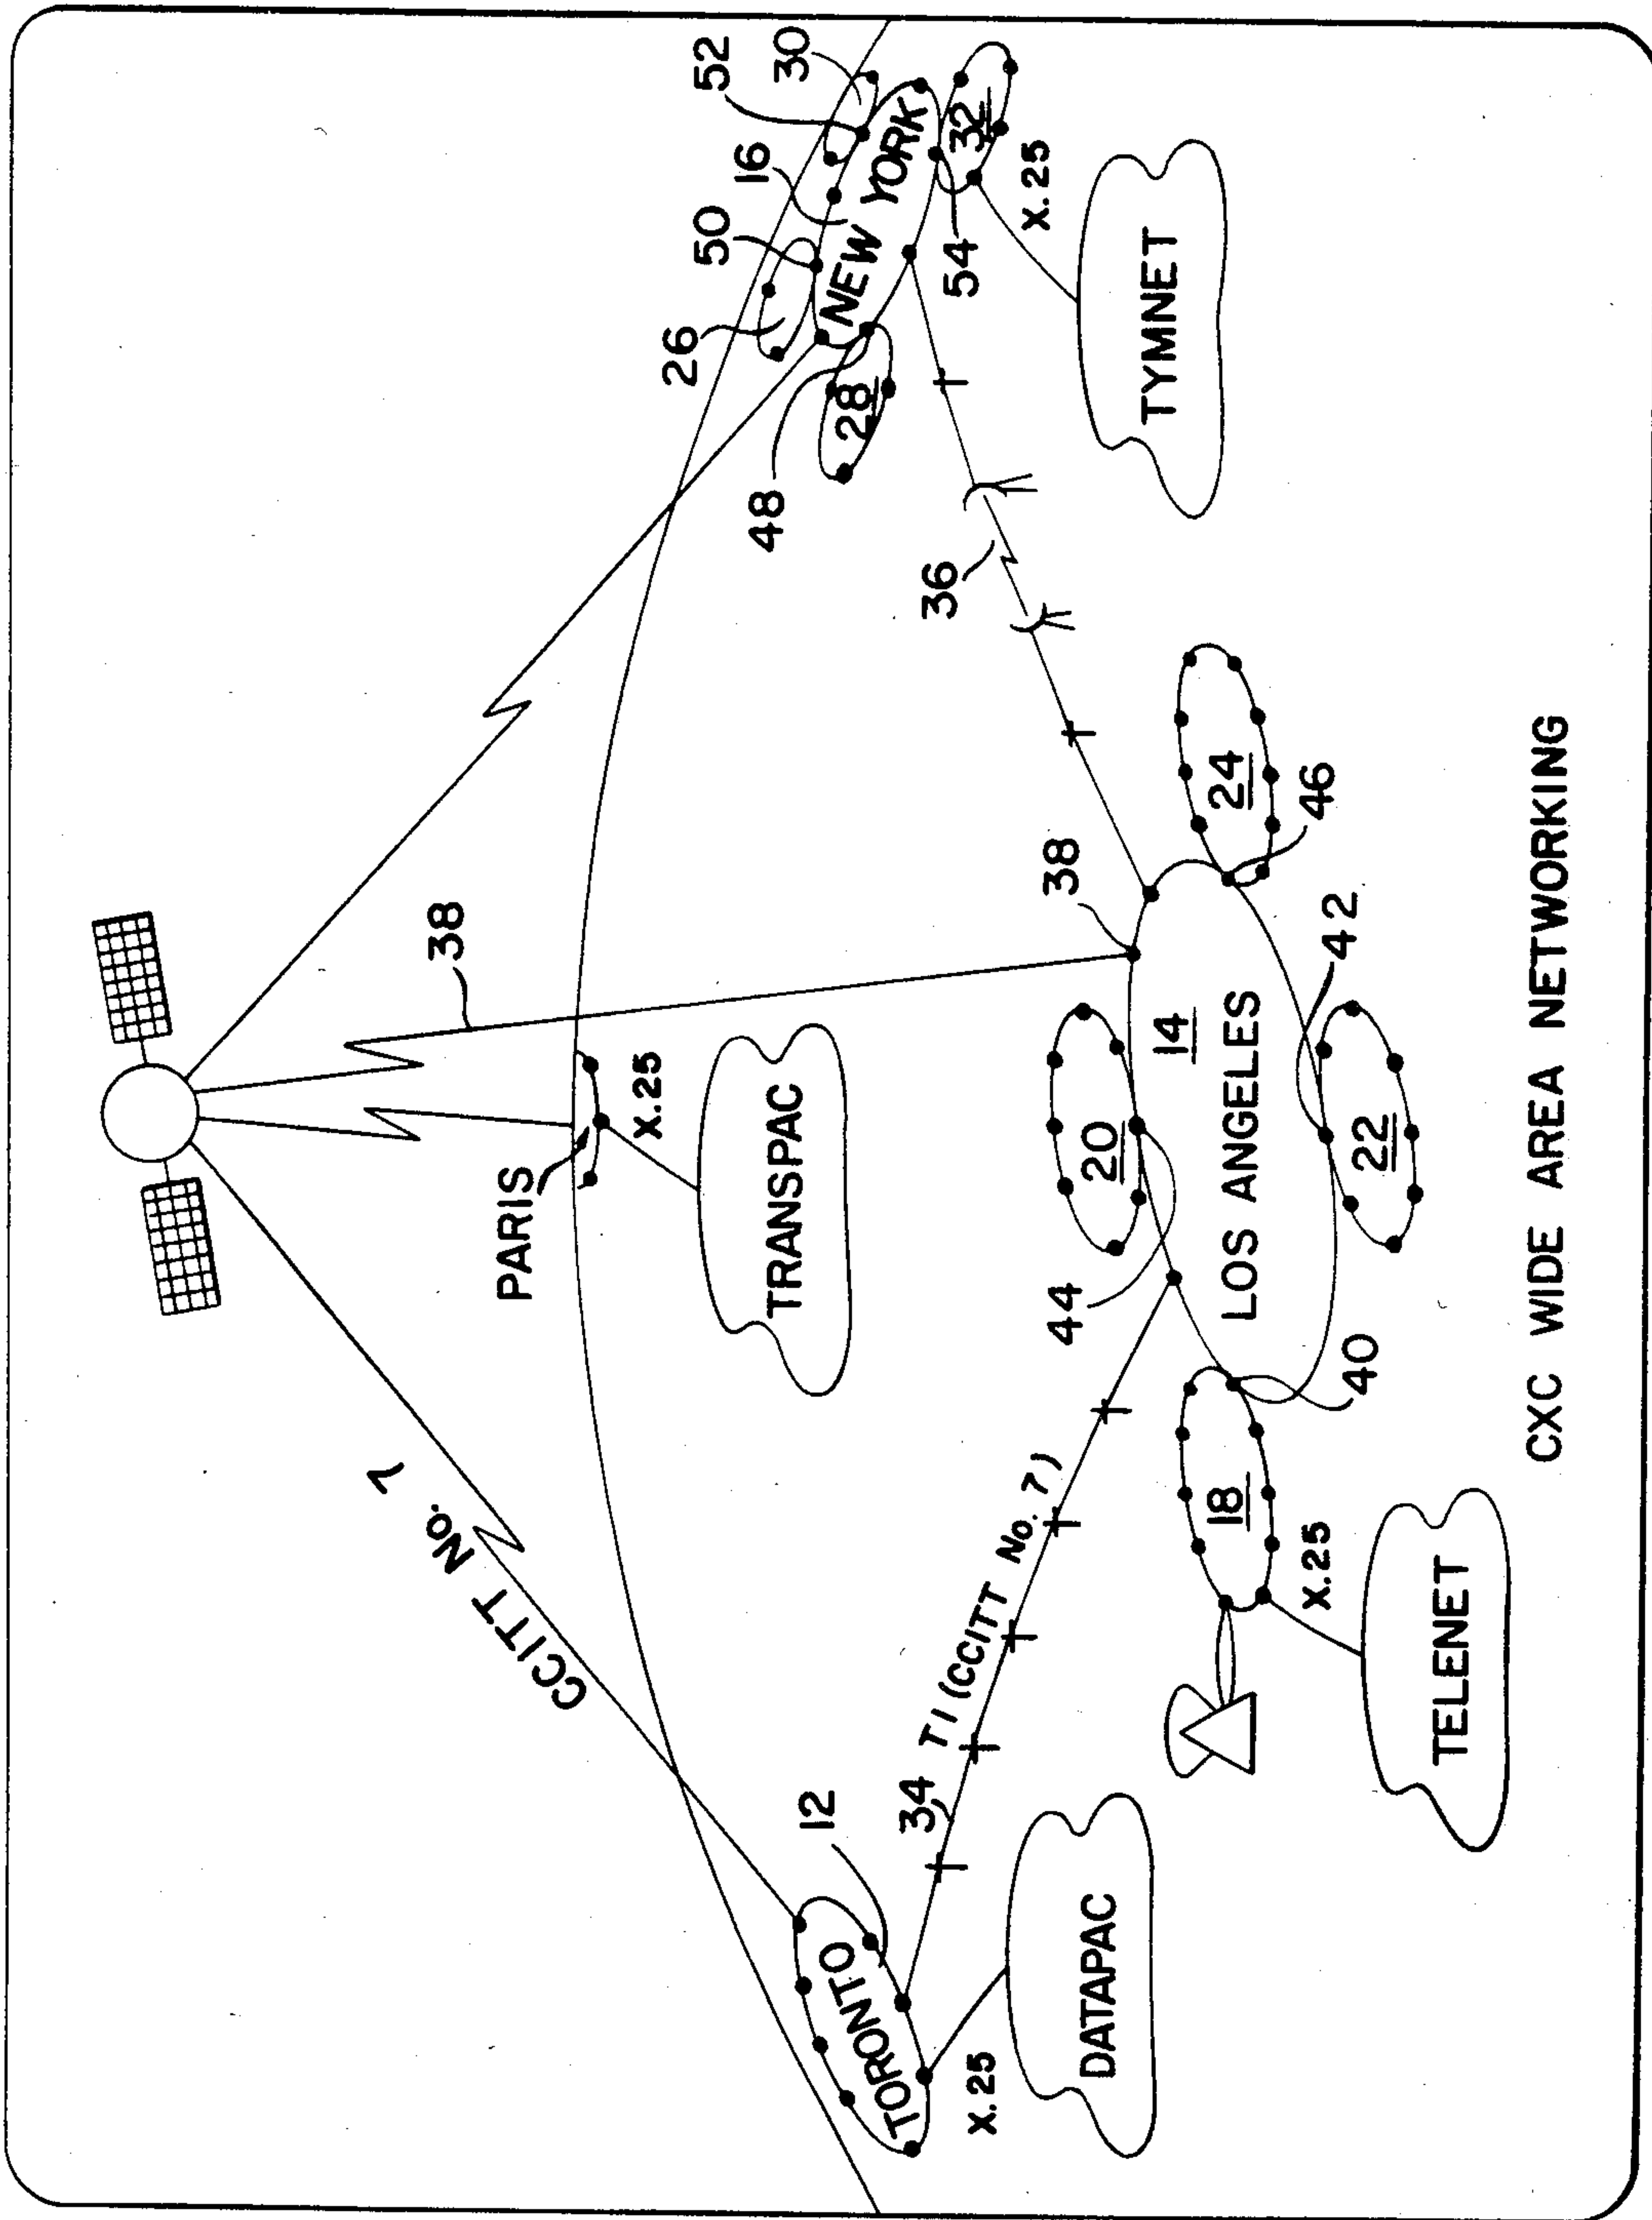 CCITT No. 7
38
PARIS
X.25
TRANSPAC
26
50
16
52
30
NEW YORK
28
48
32
54
X.25
TYMNET
36
TORONTO
12
X.25
DATAPAC
34
T1 (CCITT No. 7)
38
20
44
14
LOS ANGELES
24
46
42
22
18
40
X.25
TELENET
CXC WIDE AREA NETWORKING